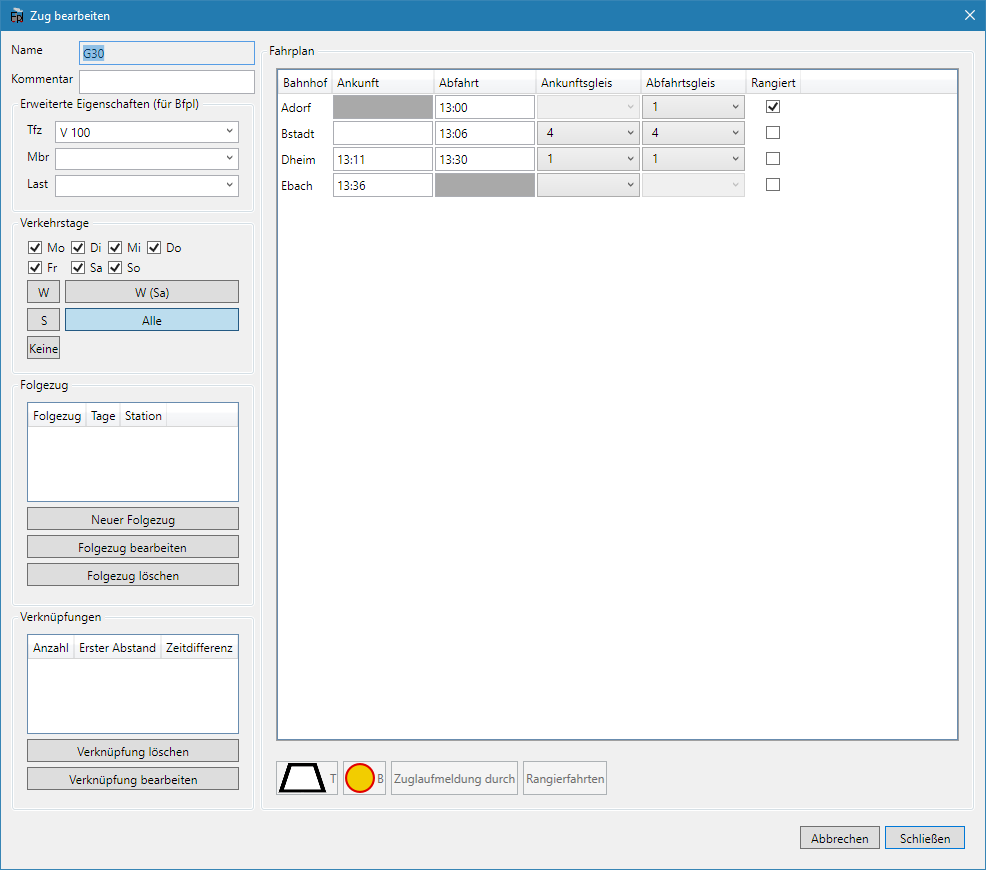 Zug bearbeiten
Name G30
Kommentar
Erweiterte Eigenschaften (für Bfpl)
Tfz V 100
Mbr
Last
Verkehrstage
Mo Di Mi Do
Fr Sa So
W W (Sa)
S Alle
Keine
Folgezug
Folgezug Tage Station
Neuer Folgezug
Folgezug bearbeiten
Folgezug löschen
Verknüpfungen
Anzahl Erster Abstand Zeitdifferenz
Verknüpfung löschen
Verknüpfung bearbeiten
Fahrplan
Bahnhof Ankunft Abfahrt Ankunftsgleis Abfahrtsgleis Rangiert
Adorf 13:00 1
Bstadt 13:06 4 4
Dheim 13:11 13:30 1 1
Ebach 13:36
T B Zuglaufmeldung durch Rangierfahrten
Abbrechen Schließen